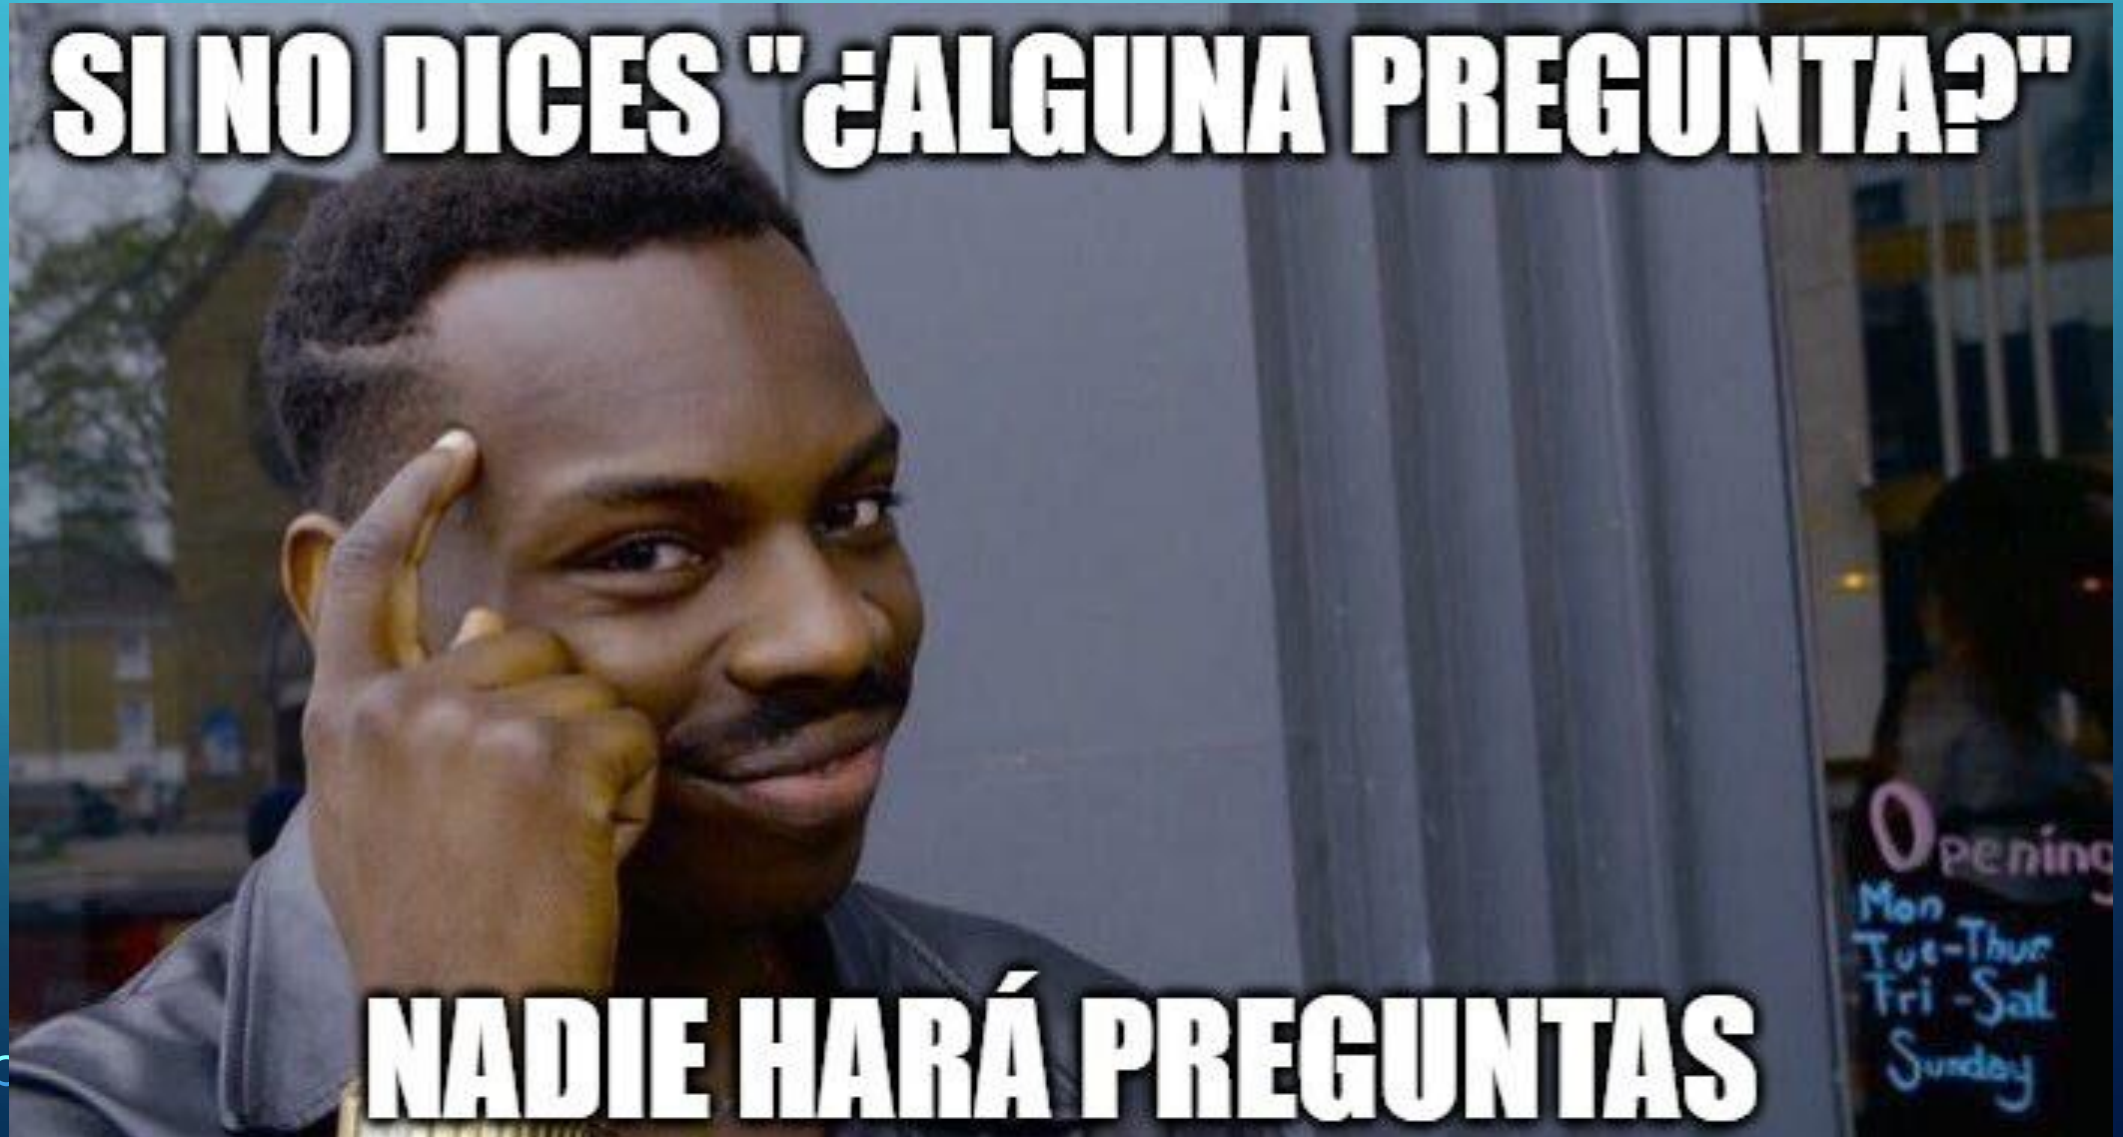 SI NO DICES "¿ALGUNA PREGUNTA?"
NADIE HARÁ PREGUNTAS
Opening
Mon
Tue-Thur
Fri-Sat
Sunday